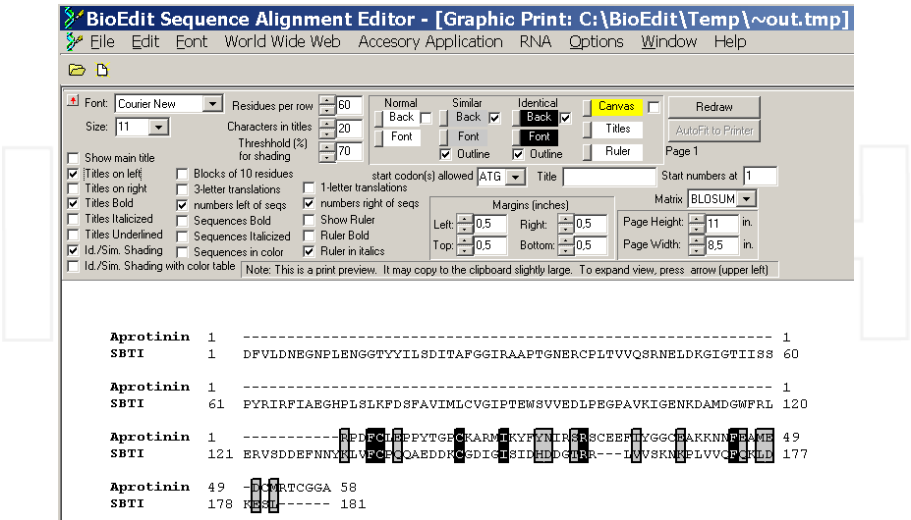 BioEdit Sequence Alignment Editor - [Graphic Print: C:\BioEdit\Temp\~out.tmp]
File Edit Font World Wide Web Accesory Application RNA Options Window Help
Font: Courier New Residues per row 60 Normal Similar Identical Canvas Redraw
Size: 11 Characters in titles 20 Back Back Back Titles AutoFit to Printer
Threshhold (%) for shading 70 Font Font Font Ruler Page 1
Outline Outline
Show main title
Titles on left Blocks of 10 residues start codon(s) allowed ATG Title Start numbers at 1
Titles on right 3-letter translations 1-letter translations Matrix BLOSUM
Titles Bold numbers left of seqs numbers right of seqs Margins (inches)
Titles Italicized Sequences Bold Show Ruler Left: 0,5 Right: 0,5 Page Height: 11 in.
Titles Underlined Sequences Italicized Ruler Bold
Id./Sim. Shading Sequences in color Ruler in italics Top: 0,5 Bottom: 0,5 Page Width: 8,5 in.
Id./Sim. Shading with color table Note: This is a print preview. It may copy to the clipboard slightly large. To expand view, press arrow (upper left)
Aprotinin 1 ------------------------------------------------------------ 1
SBTI 1 DFVLDNEGNPLENGGTYYILSDITAFGGIRAAPTGNERCPLTVVQSRNELDKGIGTIISS 60
Aprotinin 1 ------------------------------------------------------------ 1
SBTI 61 PYRIRFIAEGHPLSLKFDSFAVIMLCVGIPTEWSVVEDLPEGPAVKIGENKDAMDGWFRL 120
Aprotinin 1 -----------RPDFCLEPPYTGPCKARMIKYFYNIRSRSCEEFIYGGCEAKKNNFEAME 49
SBTI 121 ERVSDDEFNNYKLVFCPQQAEDDKCGDIGISIDHDDGTRR---LVVSKNKPLVVQFQKLD 177
Aprotinin 49 -DCMRTCGGA 58
SBTI 178 KESL------ 181